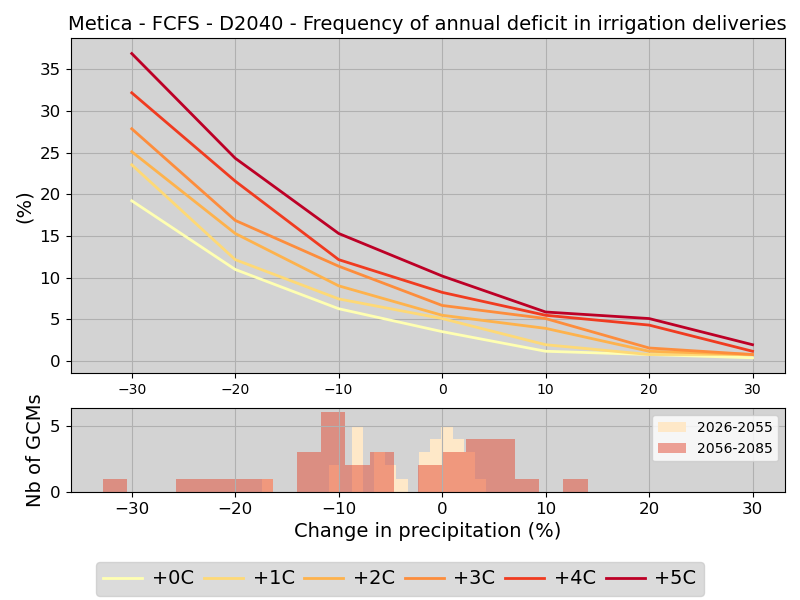 Metica - FCFS - D2040 - Frequency of annual deficit in irrigation deliveries
(%)
35
30
25
20
15
10
5
0
−30 −20 −10 0 10 20 30
Nb of GCMs
5
0
2026-2055
2056-2085
−30 −20 −10 0 10 20 30
Change in precipitation (%)
+0C +1C +2C +3C +4C +5C